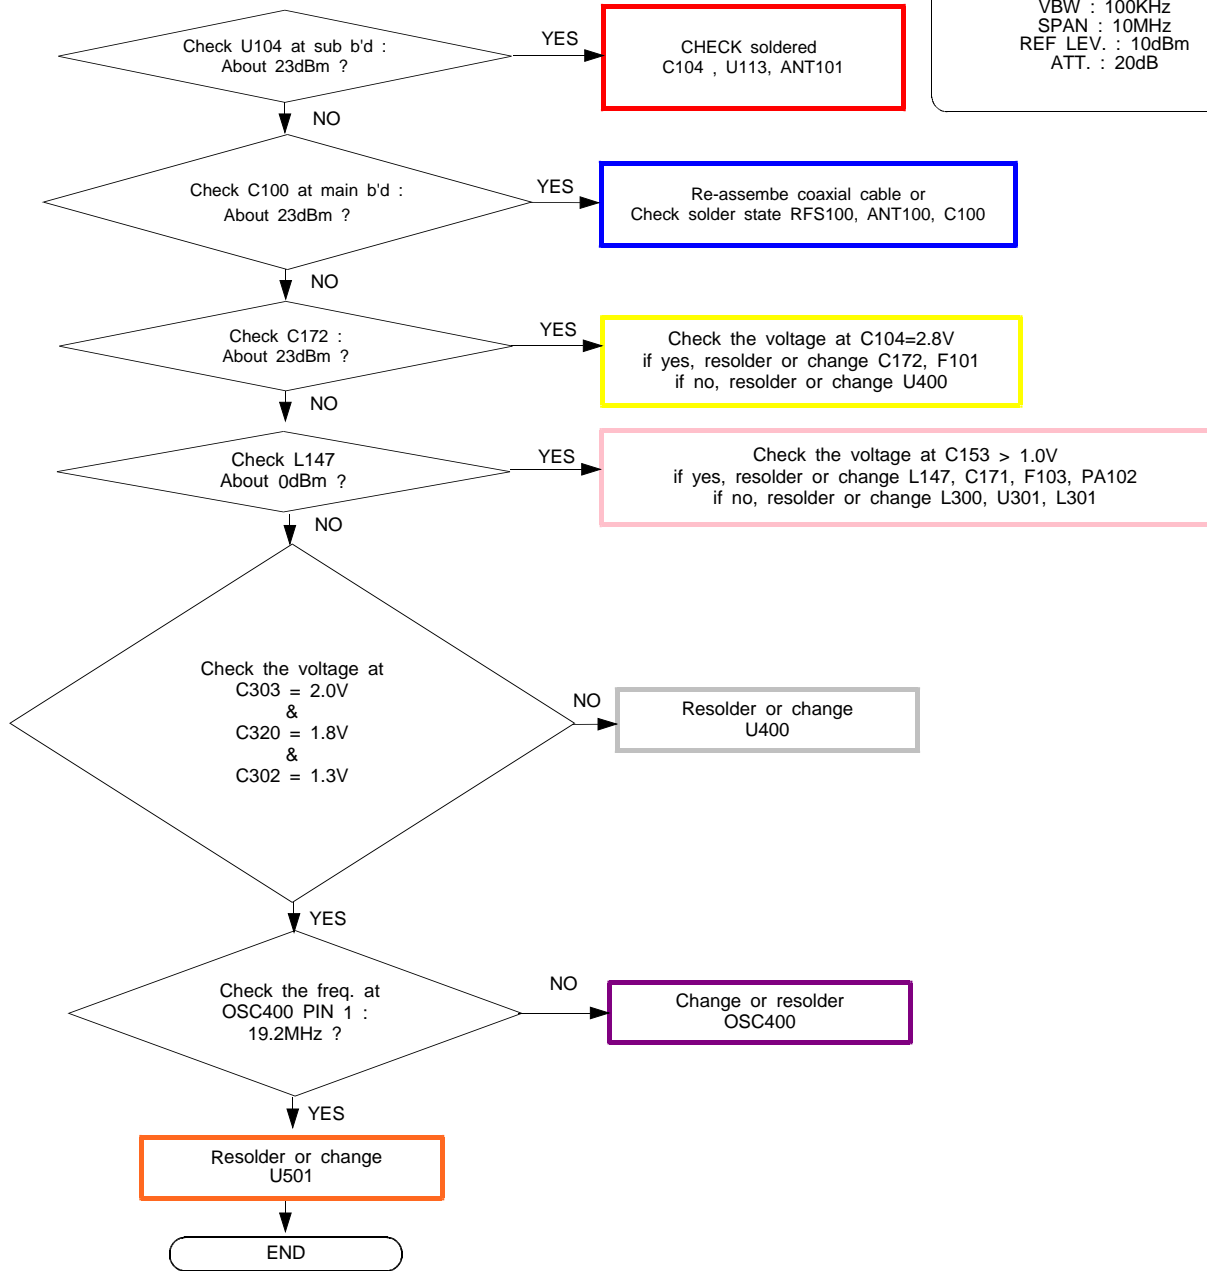 VBW : 100KHz
SPAN : 10MHz
REF LEV. : 10dBm
ATT. : 20dB
Check U104 at sub b'd :
About 23dBm ?
YES
CHECK soldered
C104 , U113, ANT101
NO
Check C100 at main b'd :
About 23dBm ?
YES
Re-assembe coaxial cable or
Check solder state RFS100, ANT100, C100
NO
Check C172 :
About 23dBm ?
YES
Check the voltage at C104=2.8V
if yes, resolder or change C172, F101
if no, resolder or change U400
NO
Check L147
About 0dBm ?
YES
Check the voltage at C153 > 1.0V
if yes, resolder or change L147, C171, F103, PA102
if no, resolder or change L300, U301, L301
NO
Check the voltage at
C303 = 2.0V
&
C320 = 1.8V
&
C302 = 1.3V
NO
Resolder or change
U400
YES
Check the freq. at
OSC400 PIN 1 :
19.2MHz ?
NO
Change or resolder
OSC400
YES
Resolder or change
U501
END